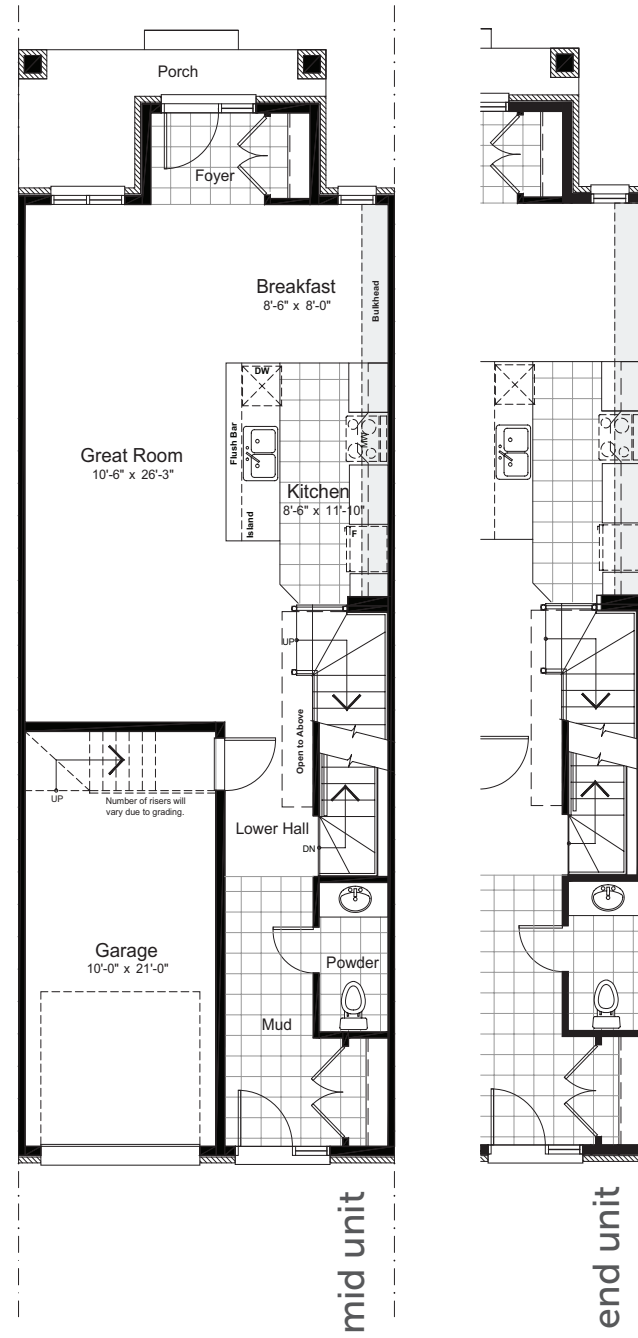 Porch
Foyer
Breakfast
8'-6" x 8'-0"
Bulkhead
DW
Flush Bar
Island
Great Room
10'-6" x 26'-3"
MW
Kitchen
8'-6" x 11'-10"
F
UP
Open to Above
UP
Number of risers will
vary due to grading.
Lower Hall
DN
Garage
10'-0" x 21'-0"
Powder
Mud
mid unit
end unit